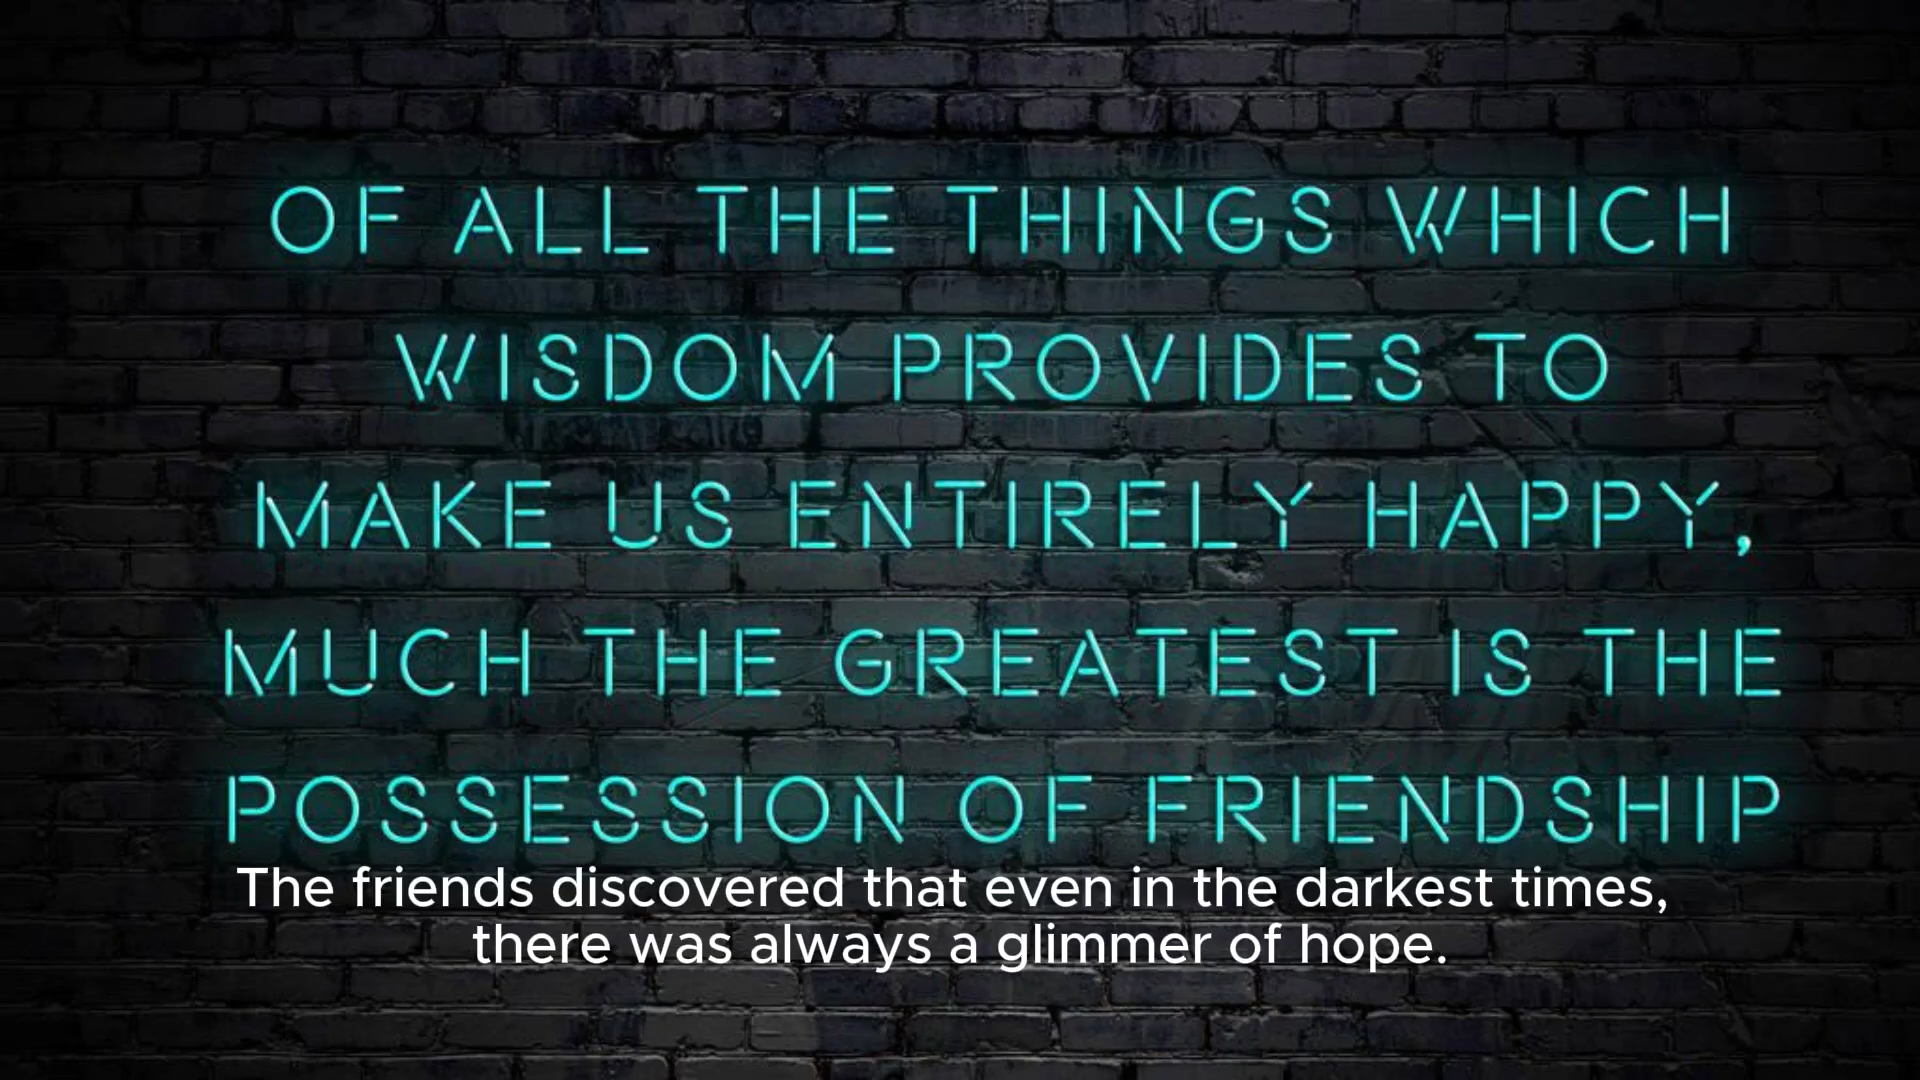 OF ALL THE THINGS WHICH
WISDOM PROVIDES TO
MAKE US ENTIRELY HAPPY,
MUCH THE GREATEST IS THE
POSSESSION OF FRIENDSHIP
The friends discovered that even in the darkest times,
there was always a glimmer of hope.